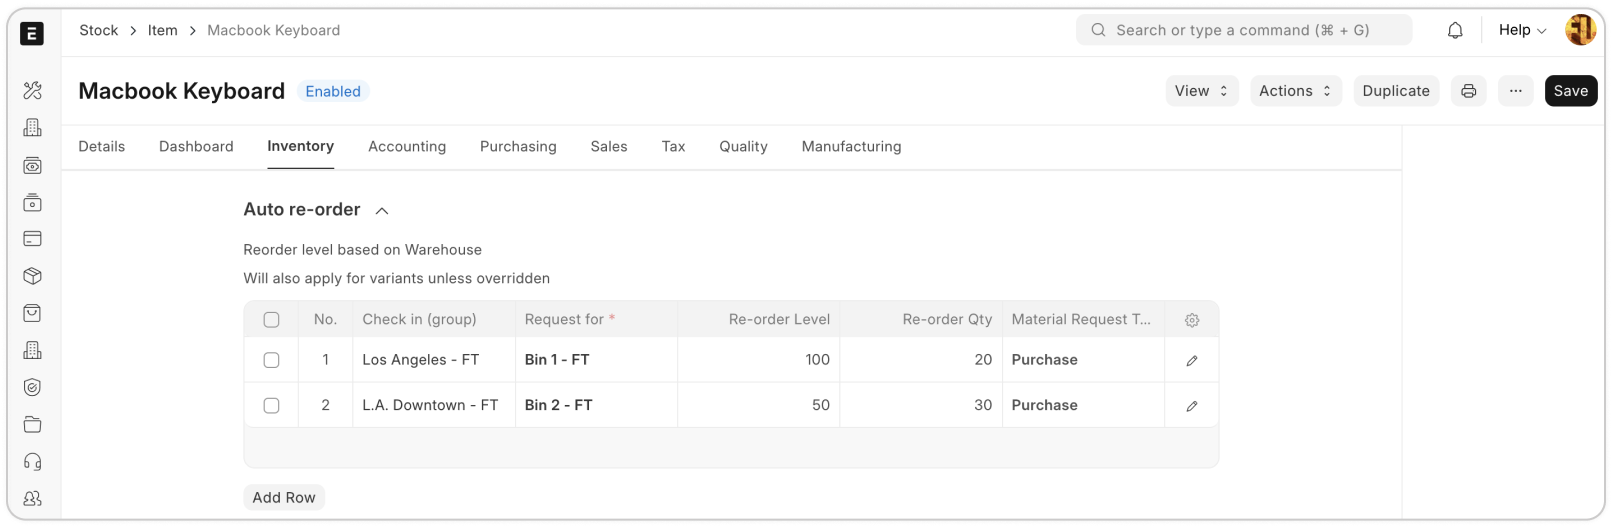 E
Stock > Item > Macbook Keyboard
Search or type a command (⌘ + G)
Help
Macbook Keyboard Enabled
View Actions Duplicate ... Save
Details Dashboard Inventory Accounting Purchasing Sales Tax Quality Manufacturing
Auto re-order
Reorder level based on Warehouse
Will also apply for variants unless overridden
No. Check in (group) Request for * Re-order Level Re-order Qty Material Request T...
1 Los Angeles - FT Bin 1 - FT 100 20 Purchase
2 L.A. Downtown - FT Bin 2 - FT 50 30 Purchase
Add Row